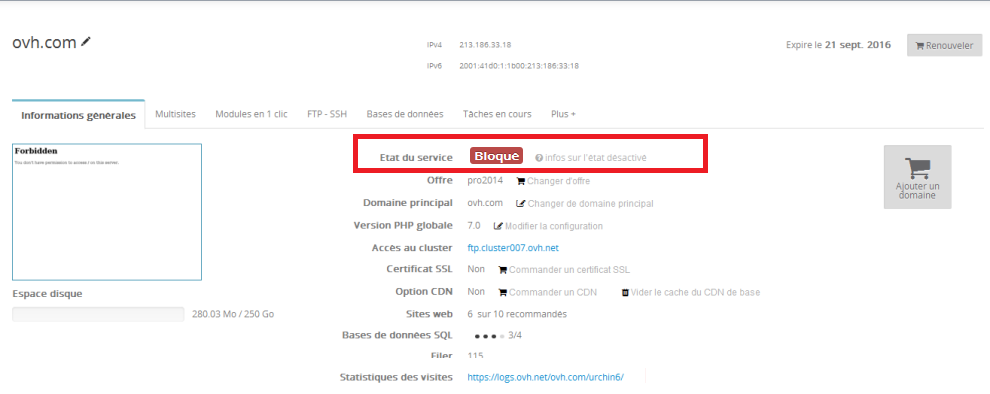 ovh.com
IPv4 213.186.33.18
IPv6 2001:41d0:1:1b00:213:186:33:18
Expire le 21 sept. 2016
Renouveler
Informations générales
Multisites
Modules en 1 clic
FTP - SSH
Bases de données
Tâches en cours
Plus +
Forbidden
You don't have permission to access / on this server.
Espace disque
280.03 Mo / 250 Go
Etat du service Bloqué infos sur l'état désactivé
Offre pro2014 Changer d'offre
Domaine principal ovh.com Changer de domaine principal
Version PHP globale 7.0 Modifier la configuration
Accès au cluster ftp.cluster007.ovh.net
Certificat SSL Non Commander un certificat SSL
Option CDN Non Commander un CDN Vider le cache du CDN de base
Sites web 6 sur 10 recommandés
Bases de données SQL 3/4
Filer 115
Statistiques des visites https://logs.ovh.net/ovh.com/urchin6/
Ajouter un
domaine